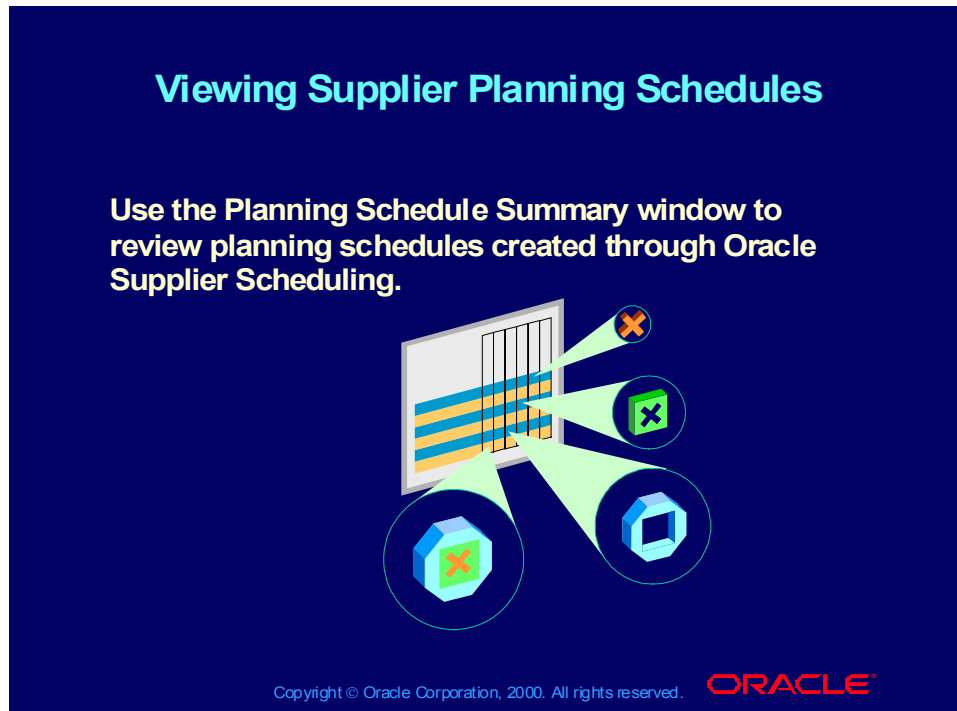 Viewing Supplier Planning Schedules
Use the Planning Schedule Summary window to
review planning schedules created through Oracle
Supplier Scheduling.
Copyright © Oracle Corporation, 2000. All rights reserved.
ORACLE®